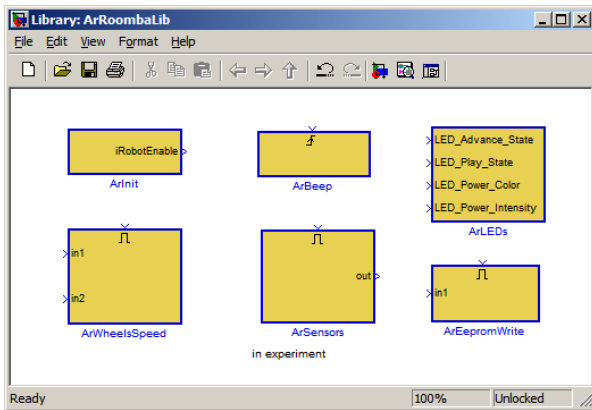 Library: ArRoombaLib
File Edit View Format Help
iRobotEnable
ArInit
ArBeep
LED_Advance_State
LED_Play_State
LED_Power_Color
LED_Power_Intensity
ArLEDs
in1
in2
ArWheelsSpeed
out
ArSensors
in1
ArEepromWrite
in experiment
Ready 100% Unlocked